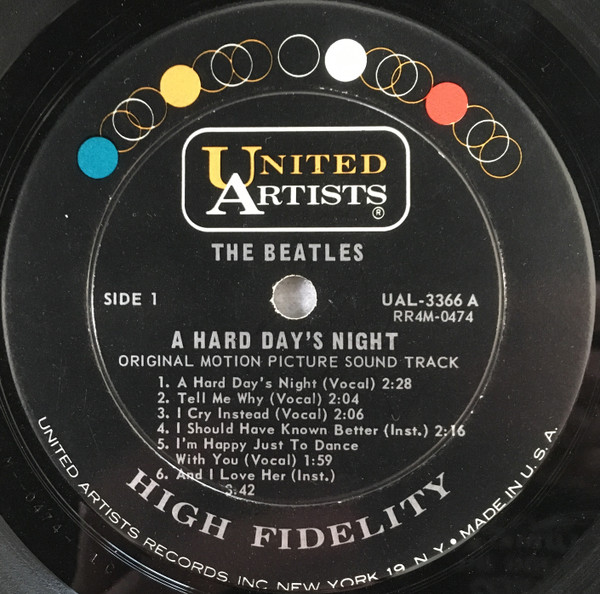 UNITED
ARTISTS
®
THE BEATLES
SIDE 1
UAL-3366 A
RR4M-0474
A HARD DAY'S NIGHT
ORIGINAL MOTION PICTURE SOUND TRACK
1. A Hard Day's Night (Vocal) 2:28
2. Tell Me Why (Vocal) 2:04
3. I Cry Instead (Vocal) 2:06
4. I Should Have Known Better (Inst.) 2:16
5. I'm Happy Just To Dance
With You (Vocal) 1:59
6. And I Love Her (Inst.)
3:42
HIGH FIDELITY
UNITED ARTISTS RECORDS, INC. NEW YORK 19, N.Y. • MADE IN U. S. A.